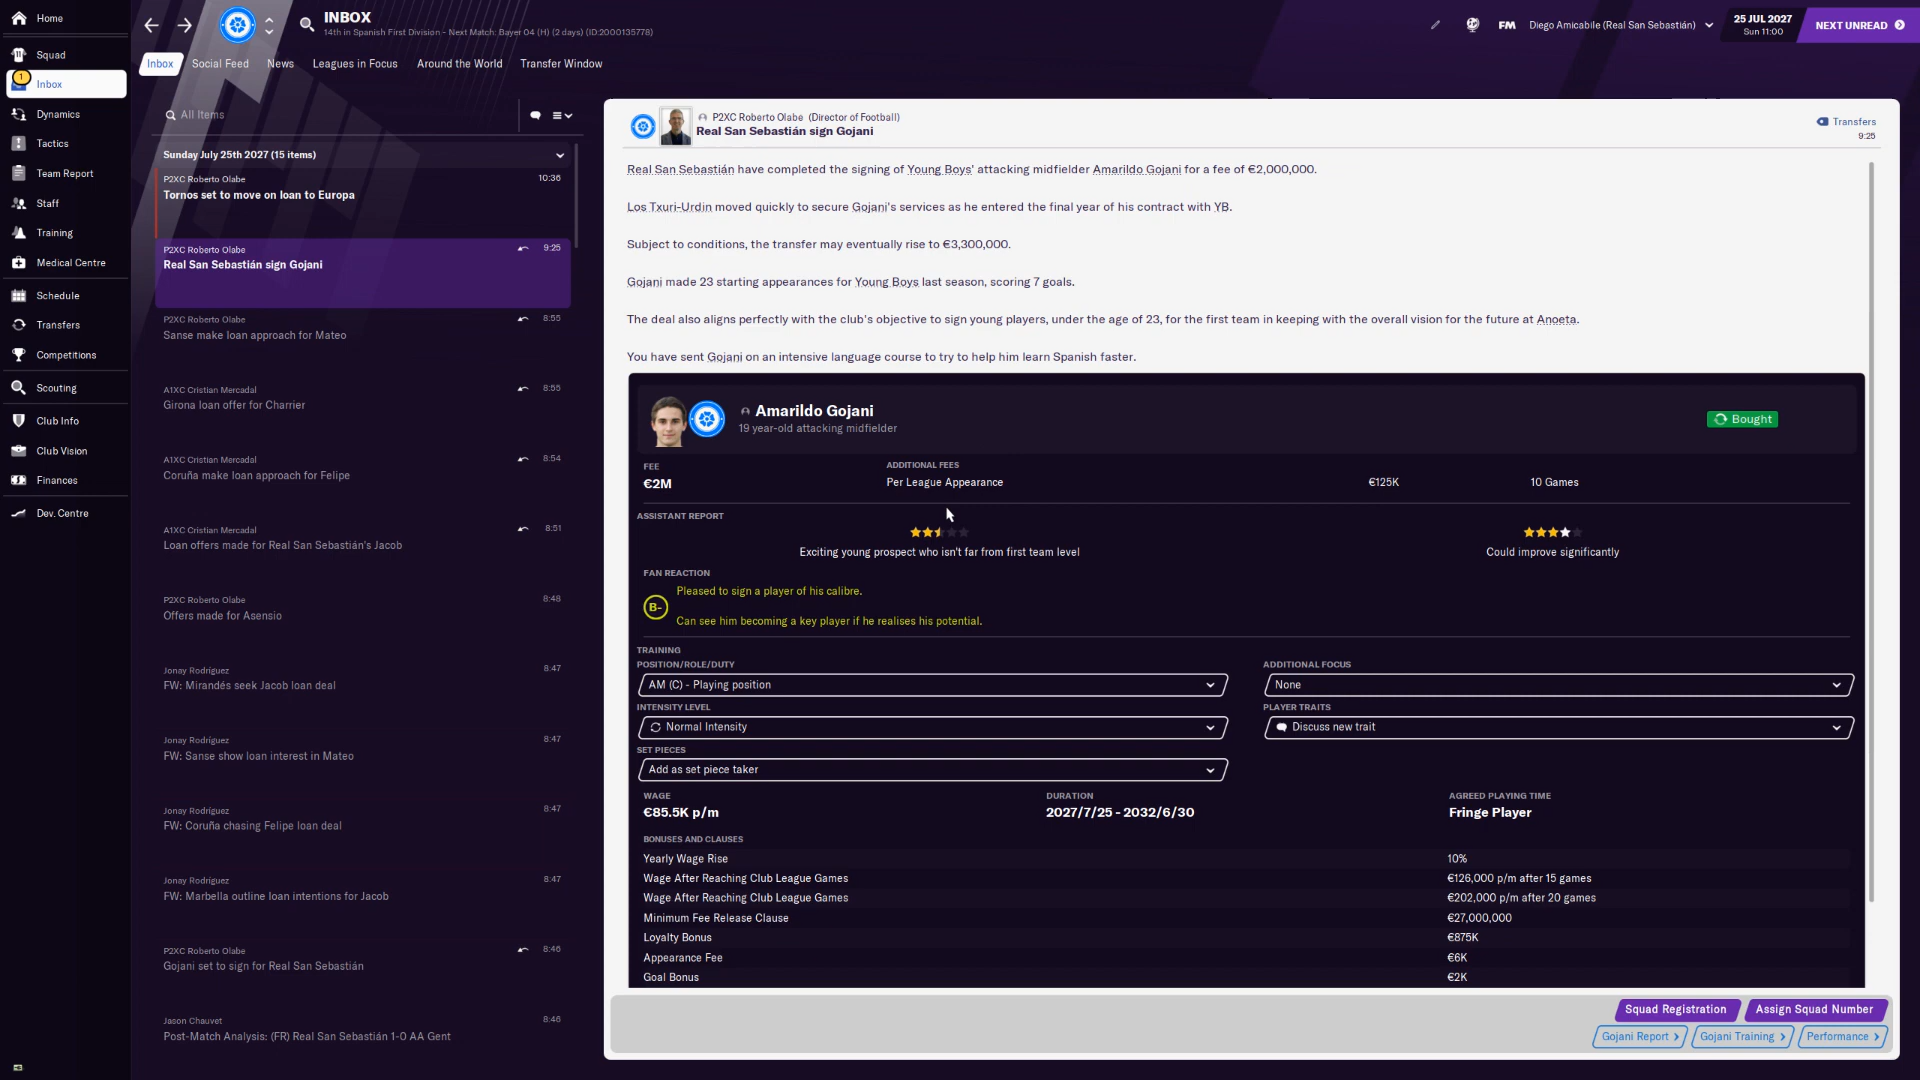 Home
Squad
1
Inbox
Dynamics
Tactics
Team Report
Staff
Training
Medical Centre
Schedule
Transfers
Competitions
Scouting
Club Info
Club Vision
Finances
Dev. Centre
INBOX
14th in Spanish First Division - Next Match: Bayer 04 (H) (2 days) (ID:2000135778)
FM
Diego Amicabile (Real San Sebastián)
25 JUL 2027
Sun 11:00
NEXT UNREAD
Inbox
Social Feed
News
Leagues in Focus
Around the World
Transfer Window
All Items
Sunday July 25th 2027 (15 items)
P2XC Roberto Olabe 10:36
Tornos set to move on loan to Europa
P2XC Roberto Olabe 9:25
Real San Sebastián sign Gojani
P2XC Roberto Olabe 8:55
Sanse make loan approach for Mateo
A1XC Cristian Mercadal 8:55
Girona loan offer for Charrier
A1XC Cristian Mercadal 8:54
Coruña make loan approach for Felipe
A1XC Cristian Mercadal 8:51
Loan offers made for Real San Sebastián's Jacob
P2XC Roberto Olabe 8:48
Offers made for Asensio
Jonay Rodríguez 8:47
FW: Mirandés seek Jacob loan deal
Jonay Rodríguez 8:47
FW: Sanse show loan interest in Mateo
Jonay Rodríguez 8:47
FW: Coruña chasing Felipe loan deal
Jonay Rodríguez 8:47
FW: Marbella outline loan intentions for Jacob
P2XC Roberto Olabe 8:46
Gojani set to sign for Real San Sebastián
Jason Chauvet 8:46
Post-Match Analysis: (FR) Real San Sebastián 1-0 AA Gent
P2XC Roberto Olabe (Director of Football)
Real San Sebastián sign Gojani
Transfers
9:25
Real San Sebastián have completed the signing of Young Boys' attacking midfielder Amarildo Gojani for a fee of €2,000,000.
Los Txuri-Urdin moved quickly to secure Gojani's services as he entered the final year of his contract with YB.
Subject to conditions, the transfer may eventually rise to €3,300,000.
Gojani made 23 starting appearances for Young Boys last season, scoring 7 goals.
The deal also aligns perfectly with the club's objective to sign young players, under the age of 23, for the first team in keeping with the overall vision for the future at Anoeta.
You have sent Gojani on an intensive language course to try to help him learn Spanish faster.
Amarildo Gojani
19 year-old attacking midfielder
Bought
FEE
€2M
ADDITIONAL FEES
Per League Appearance €125K 10 Games
ASSISTANT REPORT
Exciting young prospect who isn't far from first team level
Could improve significantly
FAN REACTION
B-
Pleased to sign a player of his calibre.
Can see him becoming a key player if he realises his potential.
TRAINING
POSITION/ROLE/DUTY
AM (C) - Playing position
ADDITIONAL FOCUS
None
INTENSITY LEVEL
Normal Intensity
PLAYER TRAITS
Discuss new trait
SET PIECES
Add as set piece taker
WAGE
€85.5K p/m
DURATION
2027/7/25 - 2032/6/30
AGREED PLAYING TIME
Fringe Player
BONUSES AND CLAUSES
Yearly Wage Rise 10%
Wage After Reaching Club League Games €126,000 p/m after 15 games
Wage After Reaching Club League Games €202,000 p/m after 20 games
Minimum Fee Release Clause €27,000,000
Loyalty Bonus €875K
Appearance Fee €6K
Goal Bonus €2K
Squad Registration
Assign Squad Number
Gojani Report
Gojani Training
Performance